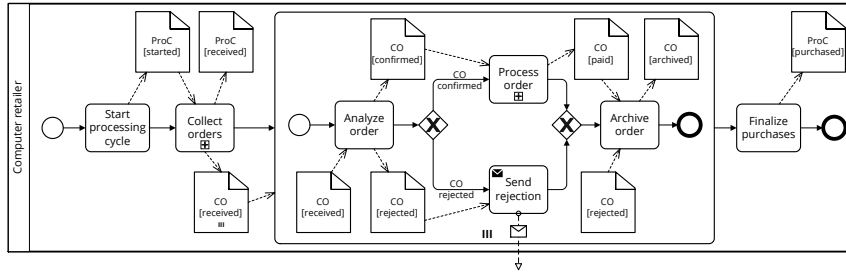 Computer retailer
ProC
[started]
ProC
[received]
Start
processing
cycle
Collect
orders
CO
[received]
CO
[confirmed]
Analyze
order
CO
[received]
CO
[rejected]
CO
confirmed
CO
rejected
Process
order
Send
rejection
CO
[paid]
CO
[archived]
Archive
order
CO
[rejected]
ProC
[purchased]
Finalize
purchases